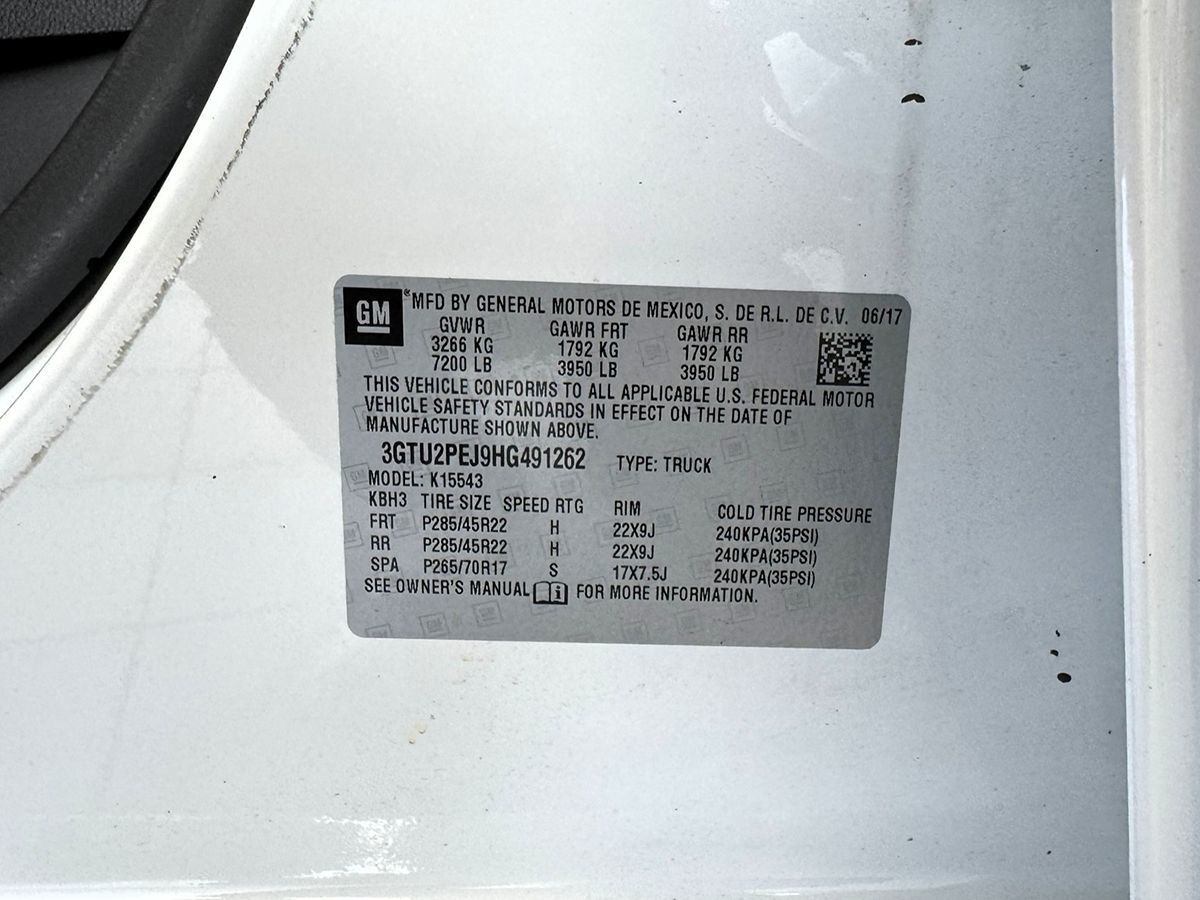 GM ® MFD BY GENERAL MOTORS DE MEXICO, S. DE R.L. DE C.V. 06/17
GVWR GAWR FRT GAWR RR
3266 KG 1792 KG 1792 KG
7200 LB 3950 LB 3950 LB
THIS VEHICLE CONFORMS TO ALL APPLICABLE U.S. FEDERAL MOTOR
VEHICLE SAFETY STANDARDS IN EFFECT ON THE DATE OF
MANUFACTURE SHOWN ABOVE.
3GTU2PEJ9HG491262 TYPE: TRUCK
MODEL: K15543
KBH3 TIRE SIZE SPEED RTG RIM COLD TIRE PRESSURE
FRT P285/45R22 H 22X9J 240KPA(35PSI)
RR P285/45R22 H 22X9J 240KPA(35PSI)
SPA P265/70R17 S 17X7.5J 240KPA(35PSI)
SEE OWNER'S MANUAL i FOR MORE INFORMATION.